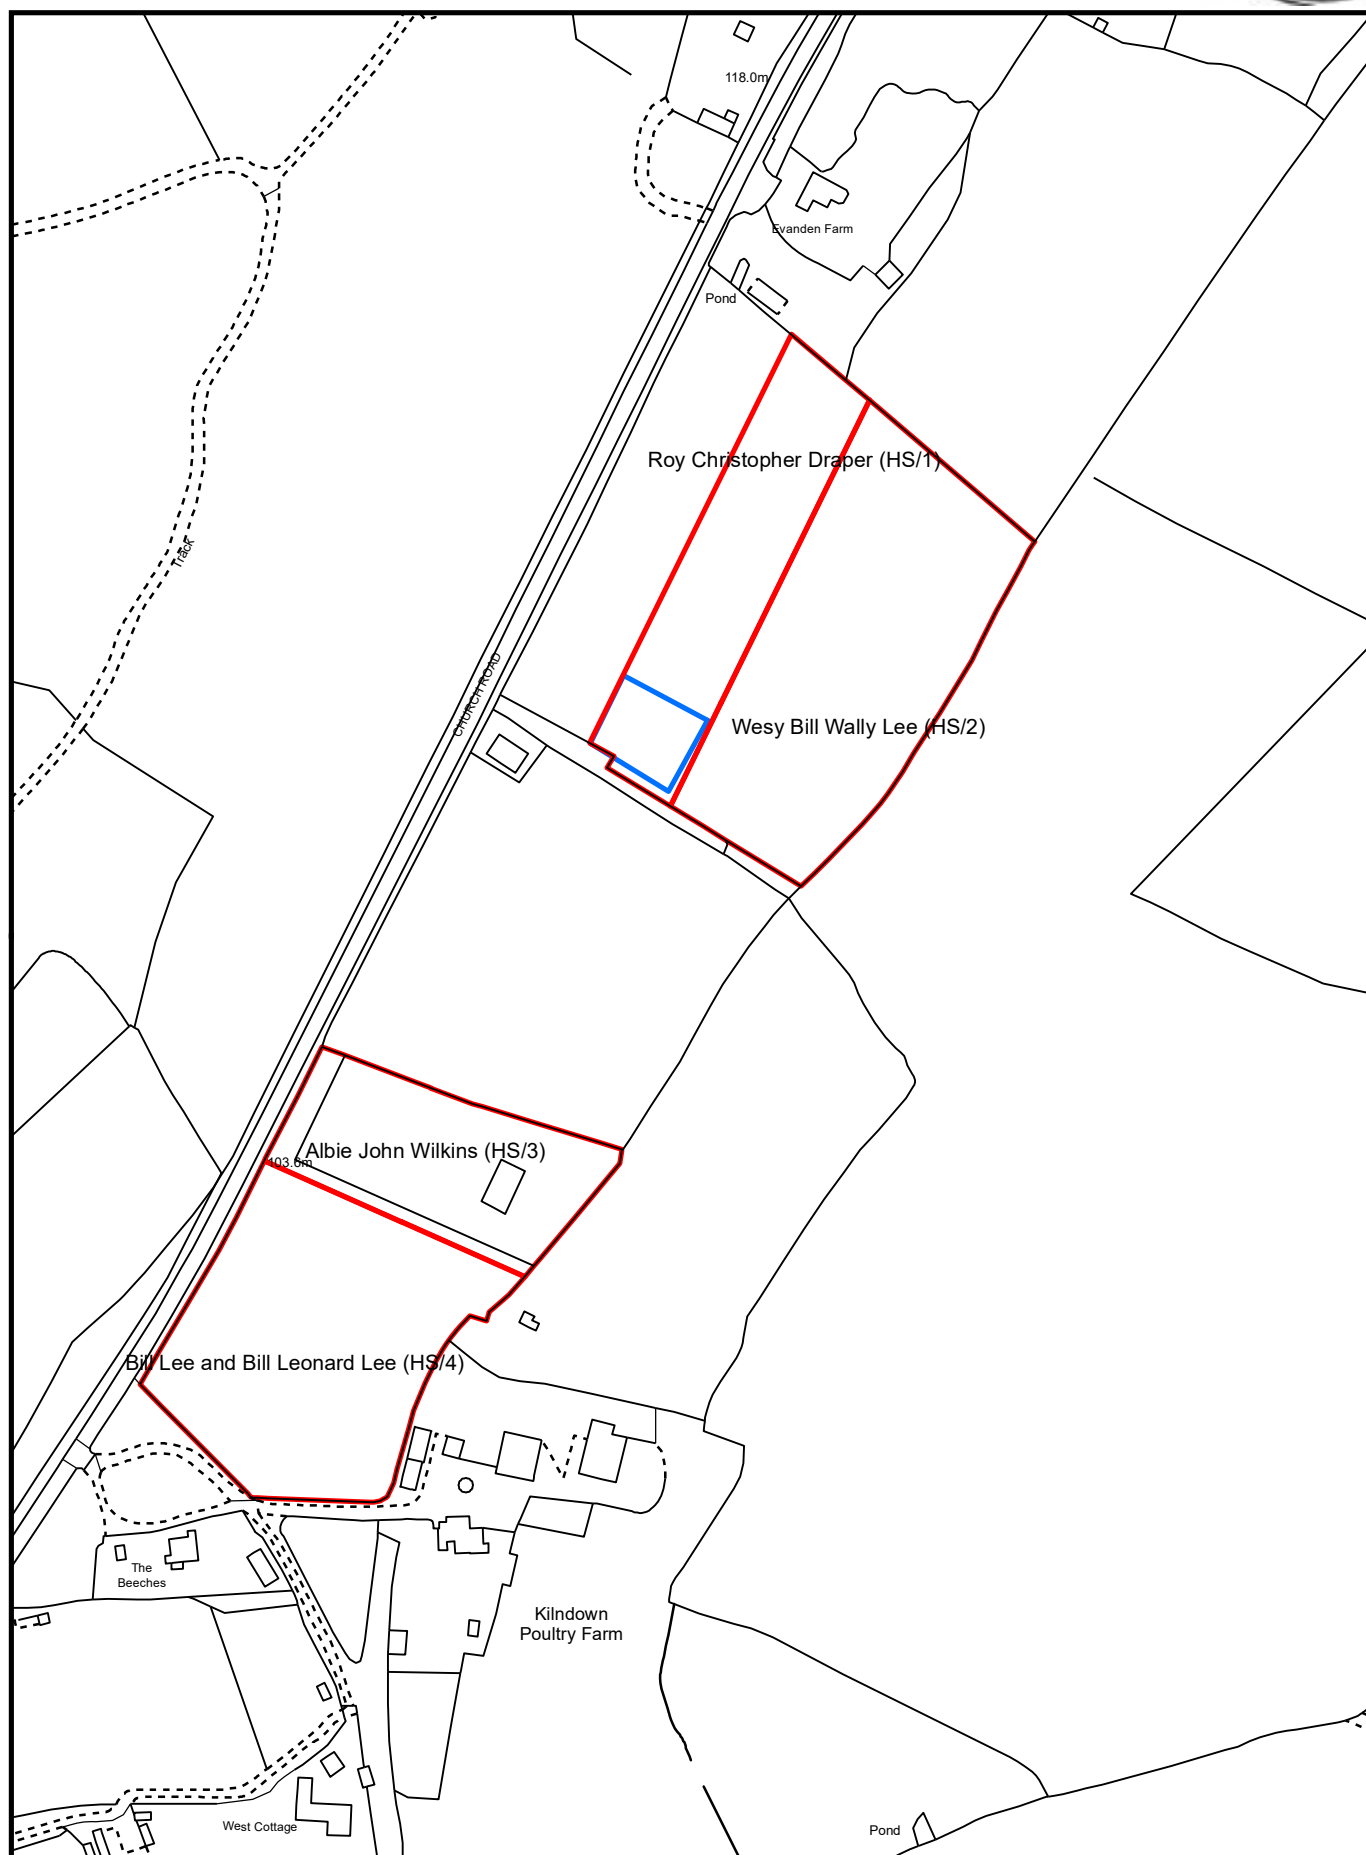 118.0m
Evanden Farm
Pond
Roy Christopher Draper (HS/1)
Track
CHURCH ROAD
Wesy Bill Wally Lee (HS/2)
Albie John Wilkins (HS/3)
103.6m
Bill Lee and Bill Leonard Lee (HS/4)
The
Beeches
Kilndown
Poultry Farm
West Cottage
Pond